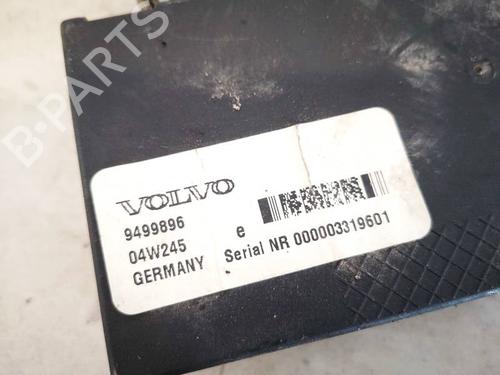 B-PARTS
VOLVO
9499896
04W245
GERMANY
e
Serial NR 000003319601